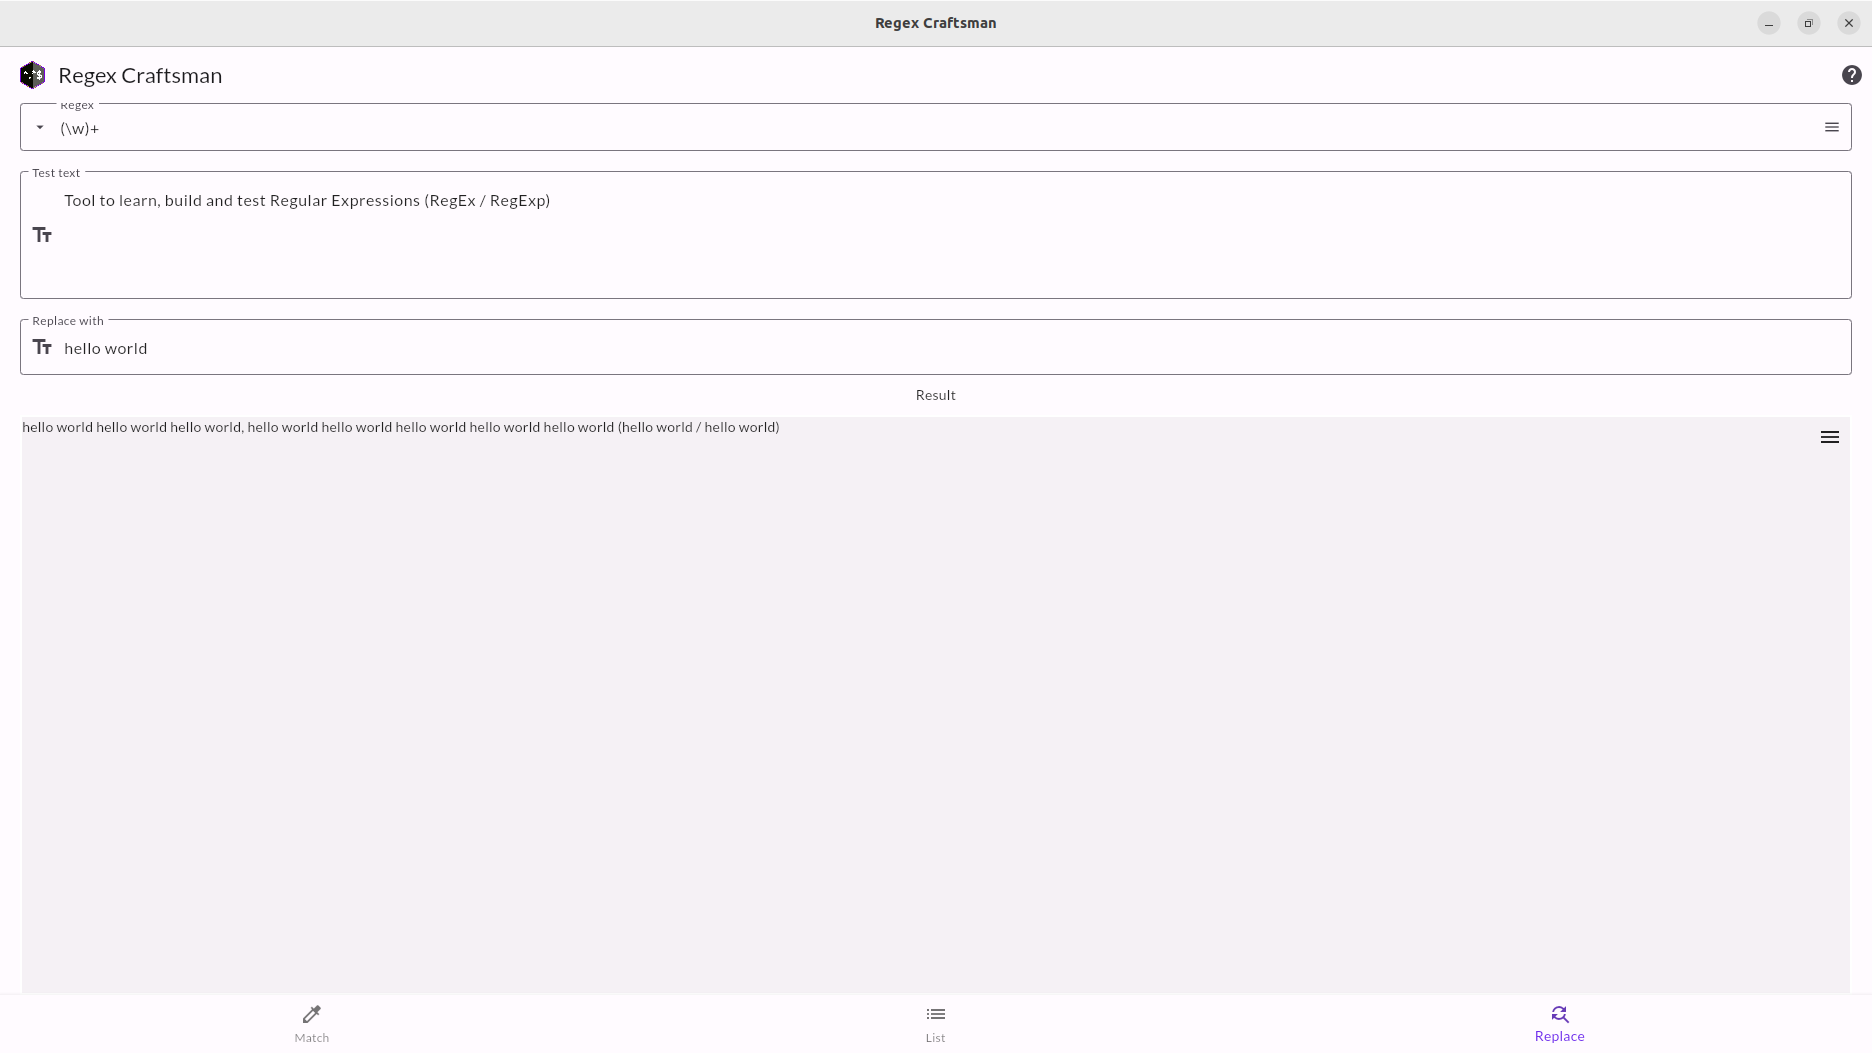 Regex Craftsman
Regex Craftsman
Regex
(\w)+
Test text
Tool to learn, build and test Regular Expressions (RegEx / RegExp)
Replace with
hello world
Result
hello world hello world hello world, hello world hello world hello world hello world hello world (hello world / hello world)
Match
List
Replace